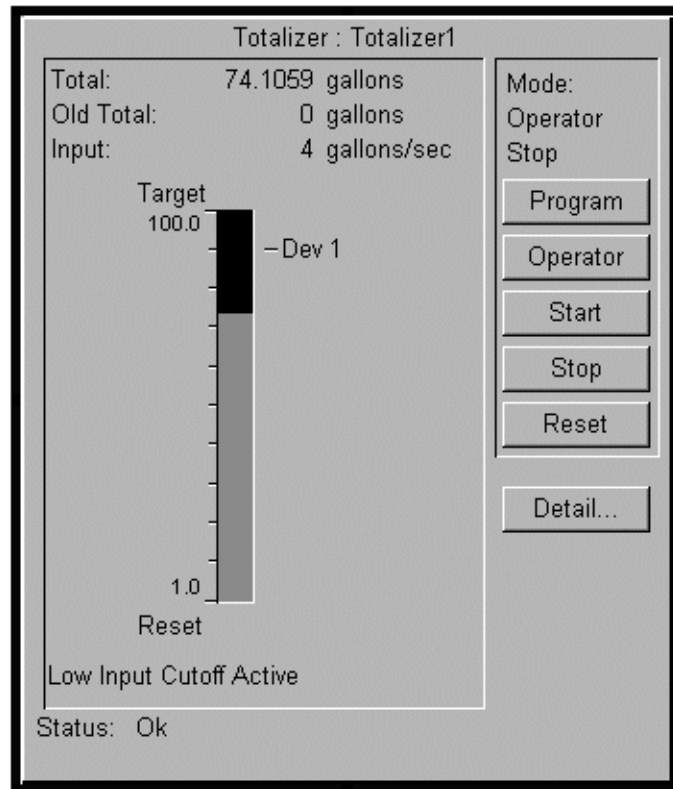 Totalizer : Totalizer1
Total: 74.1059 gallons
Old Total: 0 gallons
Input: 4 gallons/sec
Target
100.0
Dev 1
1.0
Reset
Low Input Cutoff Active
Status: Ok
Mode:
Operator
Stop
Program
Operator
Start
Stop
Reset
Detail...